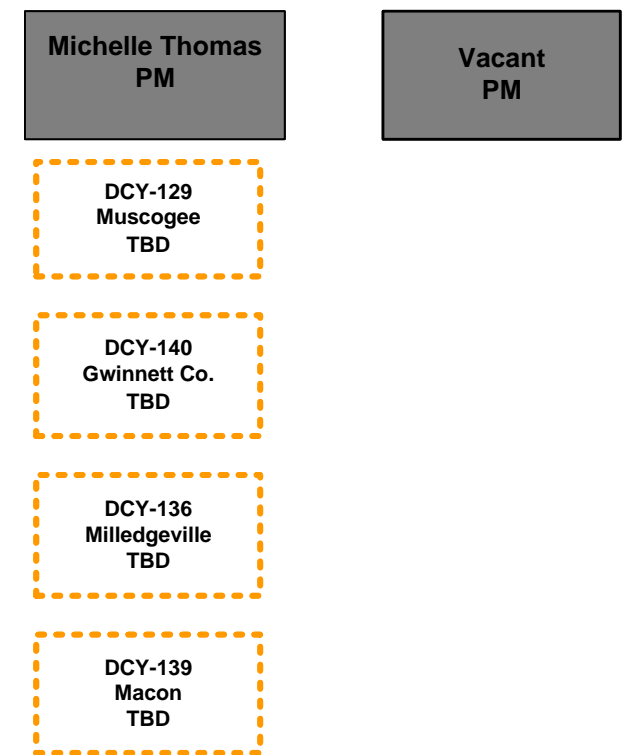 Michelle Thomas
PM
Vacant
PM
DCY-129
Muscogee
TBD
DCY-140
Gwinnett Co.
TBD
DCY-136
Milledgeville
TBD
DCY-139
Macon
TBD